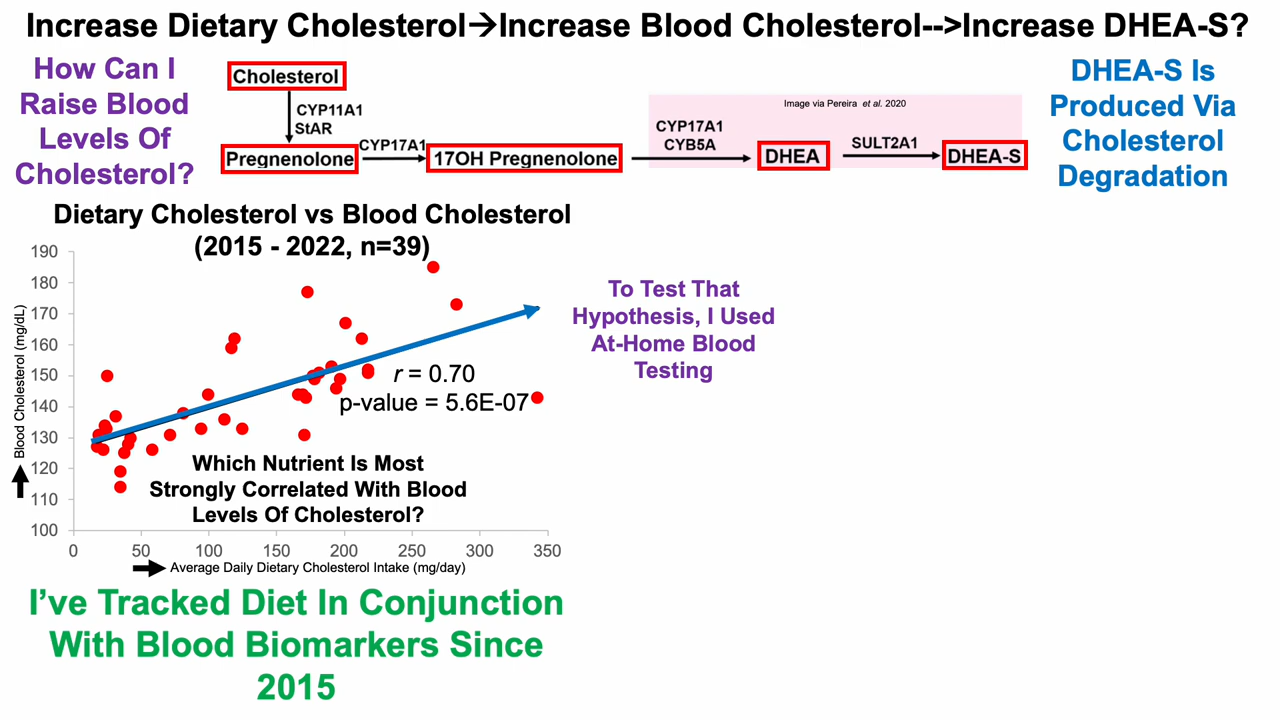 Increase Dietary Cholesterol→Increase Blood Cholesterol-->Increase DHEA-S?
How Can I
Raise Blood
Levels Of
Cholesterol?
Cholesterol
CYP11A1
StAR
Pregnenolone
CYP17A1
17OH Pregnenolone
Image via Pereira et al. 2020
CYP17A1
CYB5A
DHEA
SULT2A1
DHEA-S
DHEA-S Is
Produced Via
Cholesterol
Degradation
Dietary Cholesterol vs Blood Cholesterol
(2015 - 2022, n=39)
190
180
170
160
150
140
130
120
110
100
Blood Cholesterol (mg/dL)
r = 0.70
p-value = 5.6E-07
Which Nutrient Is Most
Strongly Correlated With Blood
Levels Of Cholesterol?
0 50 100 150 200 250 300 350
Average Daily Dietary Cholesterol Intake (mg/day)
To Test That
Hypothesis, I Used
At-Home Blood
Testing
I've Tracked Diet In Conjunction
With Blood Biomarkers Since
2015